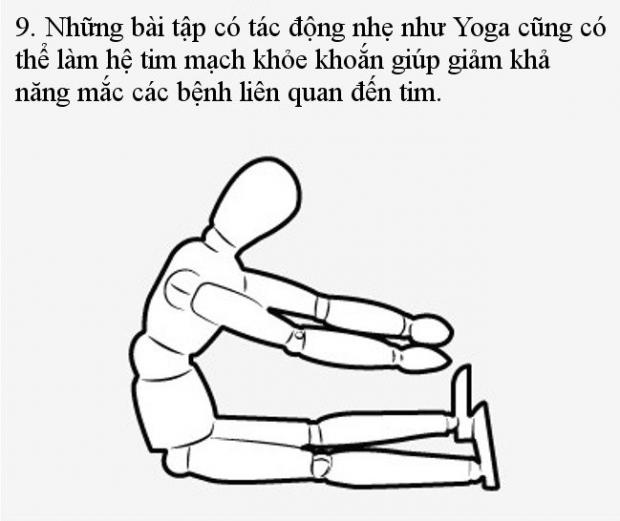 9. Những bài tập có tác động nhẹ như Yoga cũng có
thể làm hệ tim mạch khỏe khoắn giúp giảm khả
năng mắc các bệnh liên quan đến tim.